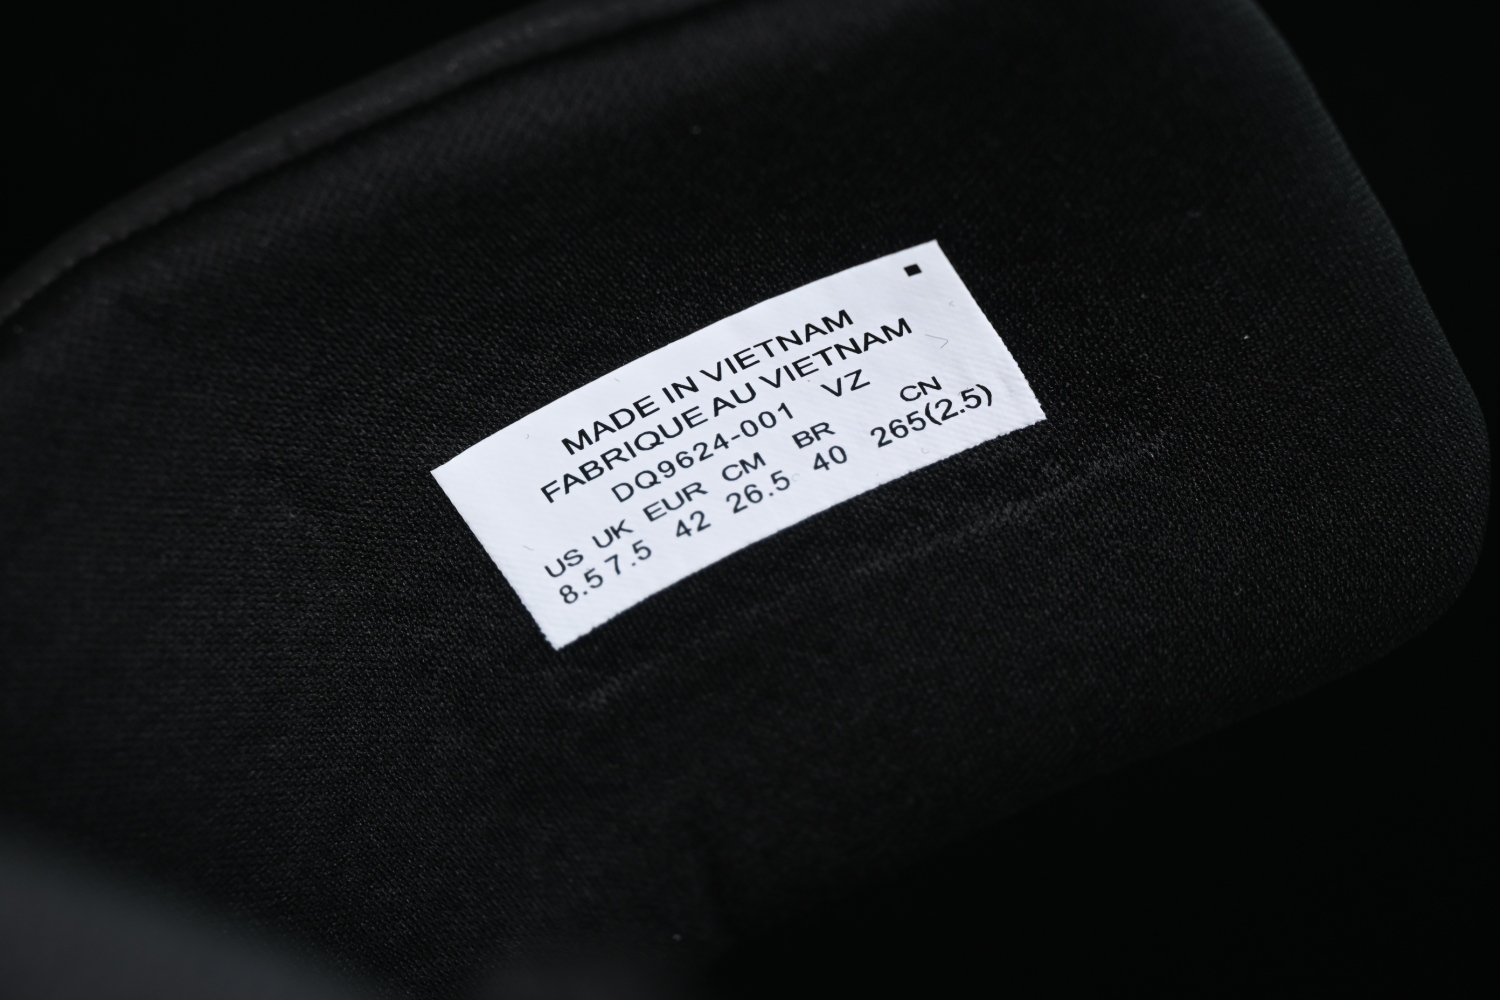 MADE IN VIETNAM
FABRIQUE AU VIETNAM
DQ9624-001 VZ
US UK EUR CM BR CN
8.5 7.5 42 26.5 40 265(2.5)